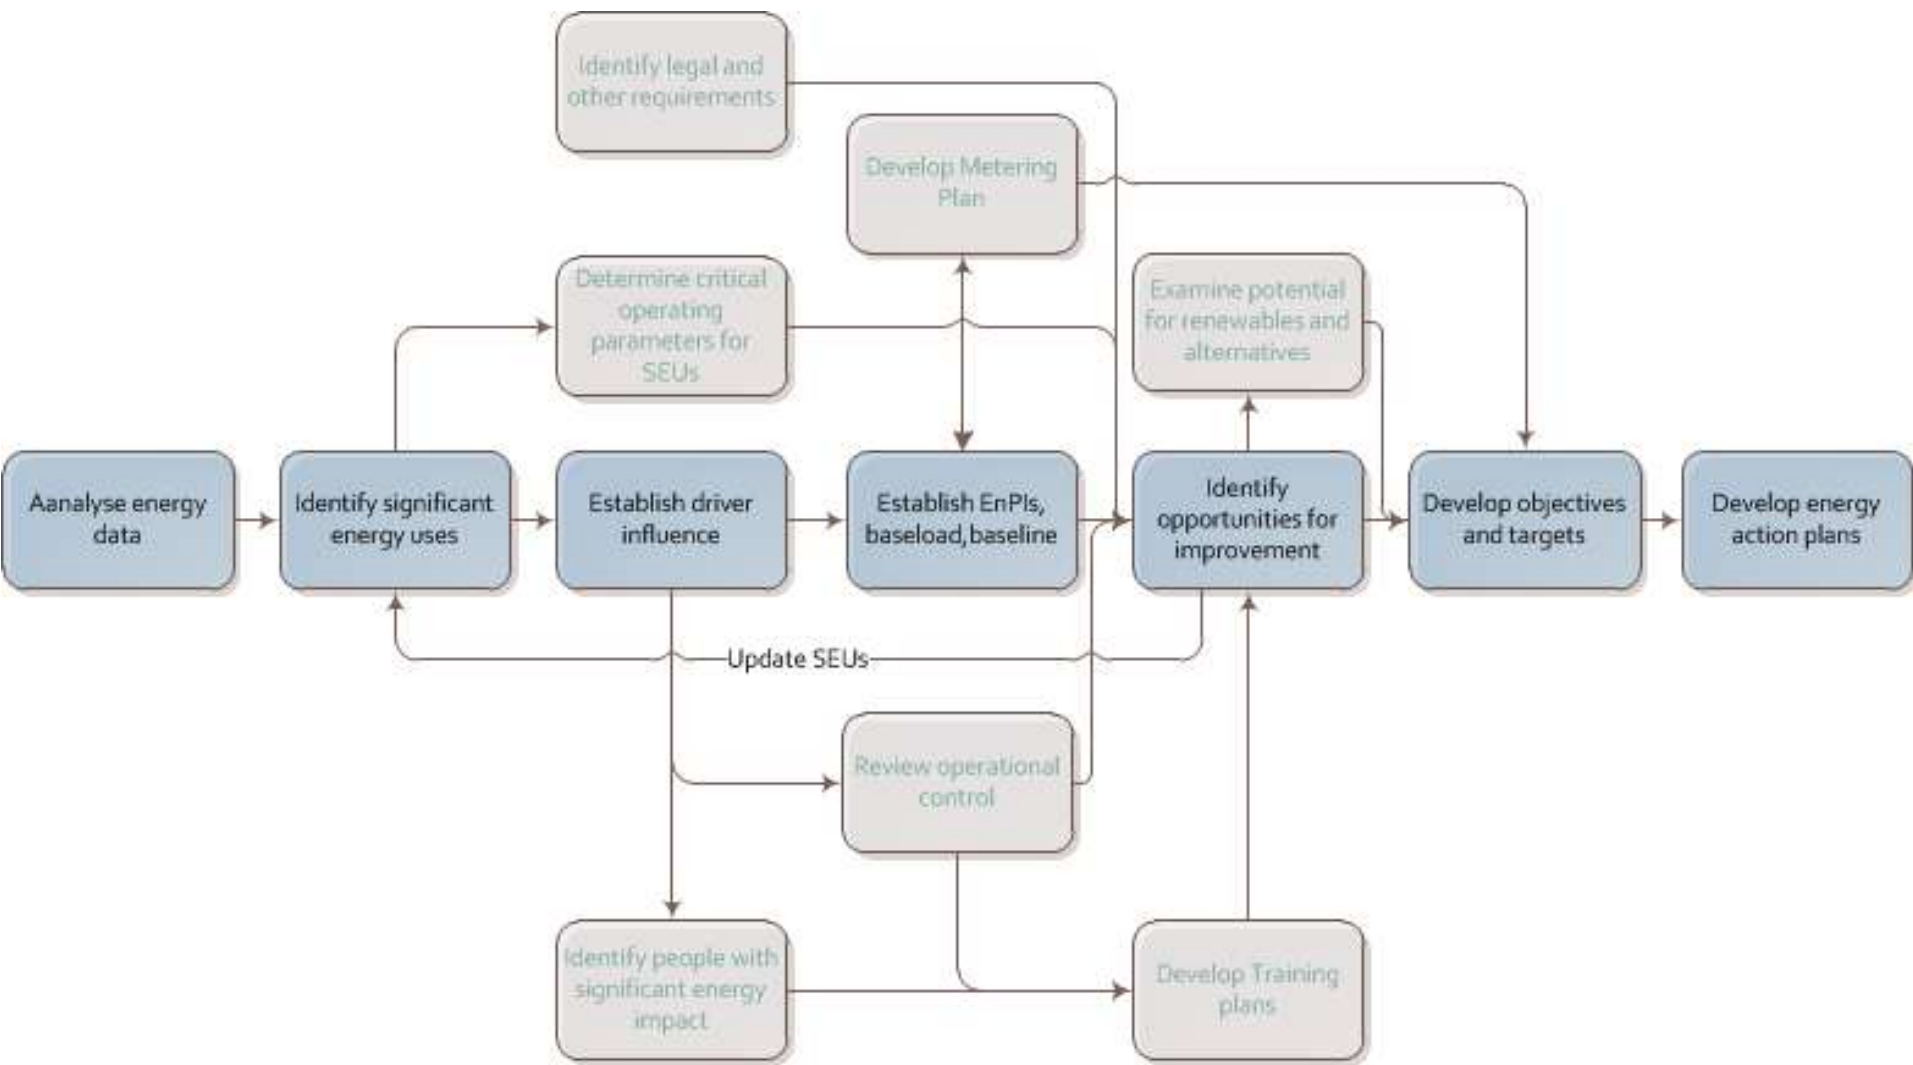 Identify legal and
other requirements
Develop Metering
Plan
Determine critical
operating
parameters for
SEUs
Examine potential
for renewables and
alternatives
Aanalyse energy
data
Identify significant
energy uses
Establish driver
influence
Establish EnPIs,
baseload, baseline
Identify
opportunities for
improvement
Develop objectives
and targets
Develop energy
action plans
Update SEUs
Review operational
control
Identify people with
significant energy
impact
Develop Training
plans